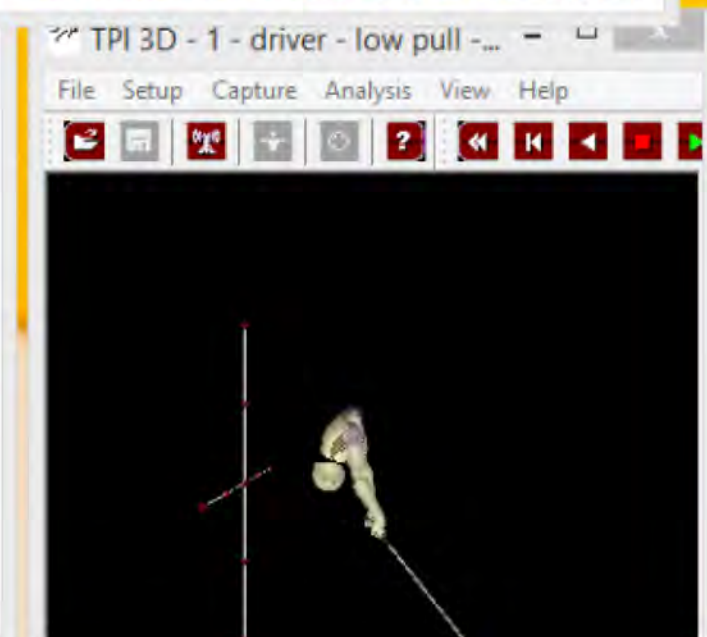 TPI 3D - 1 - driver - low pull -...
File Setup Capture Analysis View Help
?